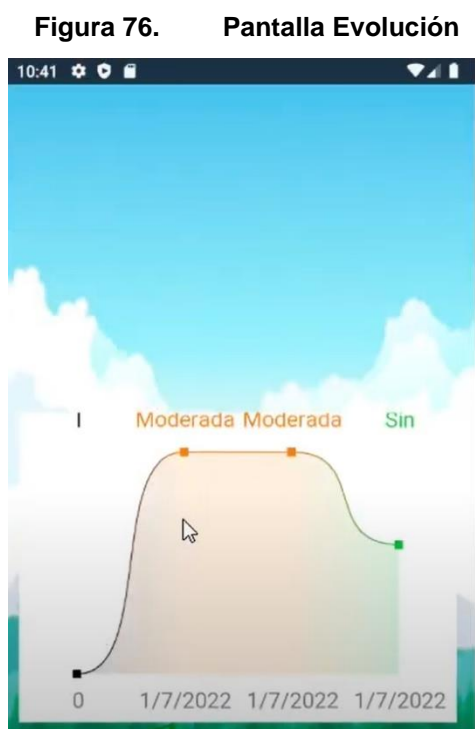 Figura 76. Pantalla Evolución
10:41
I Moderada Moderada Sin
0 1/7/2022 1/7/2022 1/7/2022